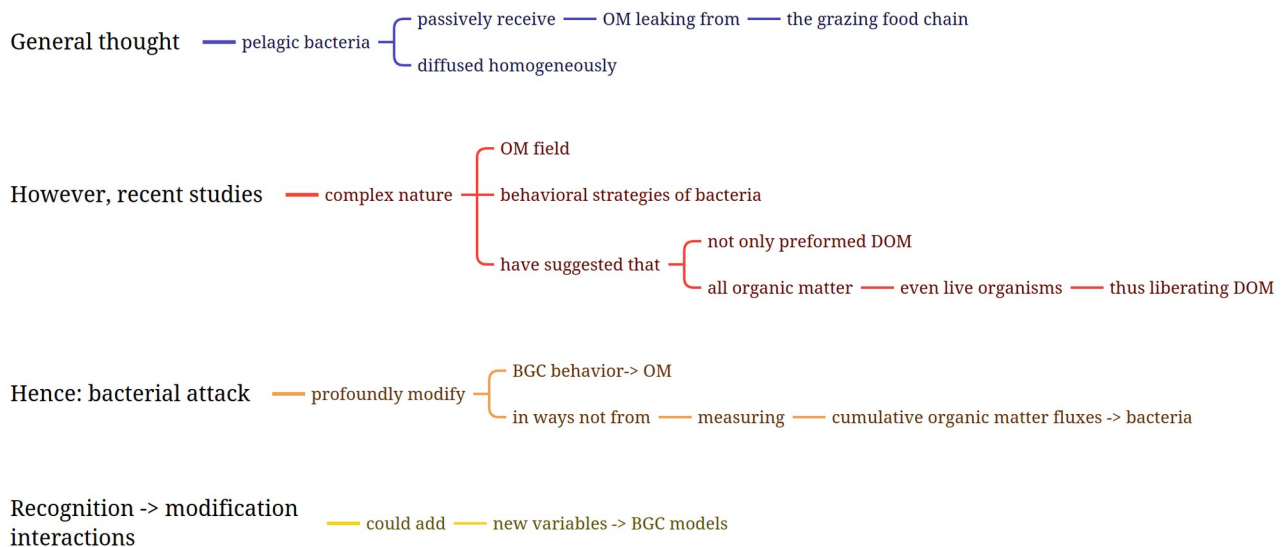 General thought
pelagic bacteria
passively receive
OM leaking from
the grazing food chain
diffused homogeneously
However, recent studies
complex nature
OM field
behavioral strategies of bacteria
have suggested that
not only preformed DOM
all organic matter
even live organisms
thus liberating DOM
Hence: bacterial attack
profoundly modify
BGC behavior-> OM
in ways not from
measuring
cumulative organic matter fluxes -> bacteria
Recognition -> modification
interactions
could add
new variables -> BGC models